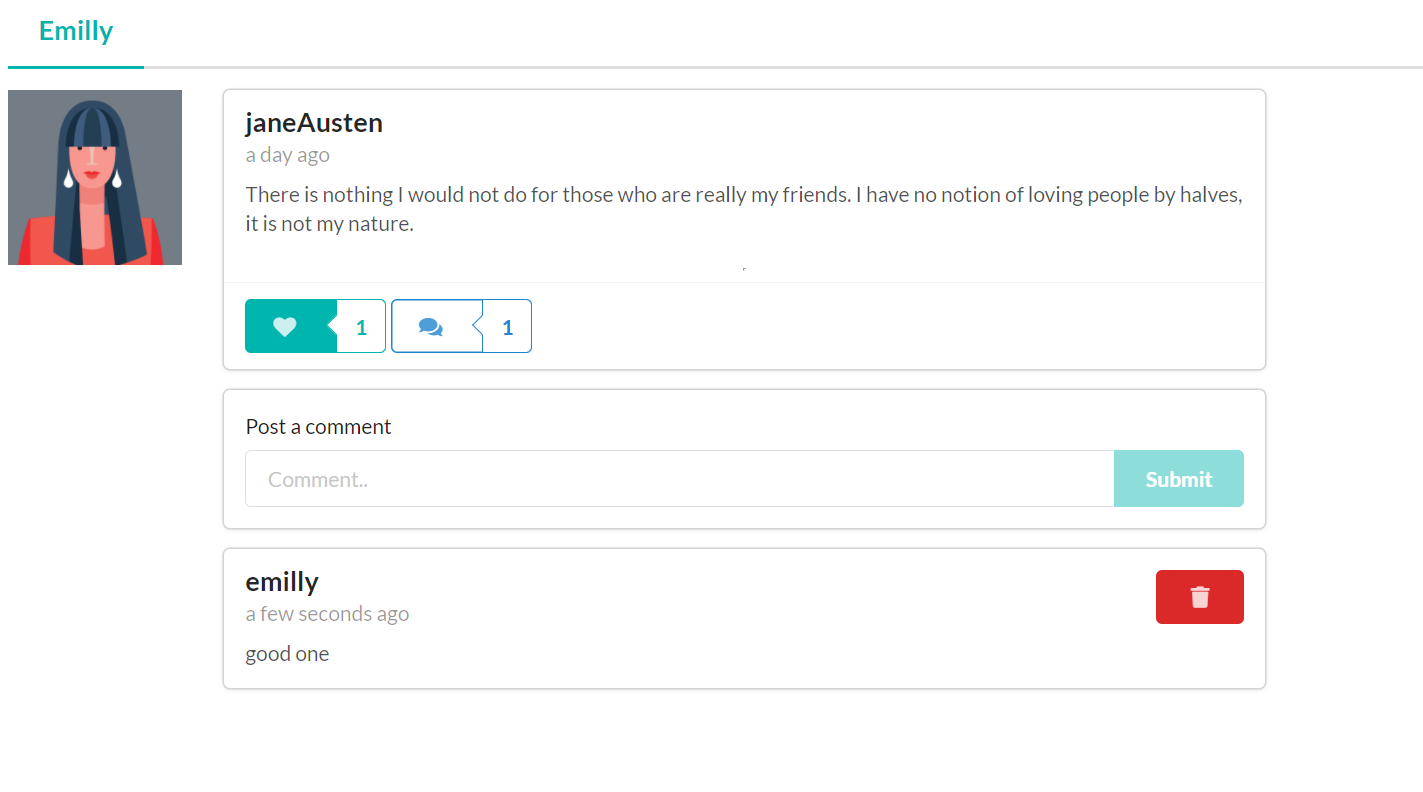 Emilly
janeAusten
a day ago
There is nothing I would not do for those who are really my friends. I have no notion of loving people by halves,
it is not my nature.
1
1
Post a comment
Comment..
Submit
emilly
a few seconds ago
good one